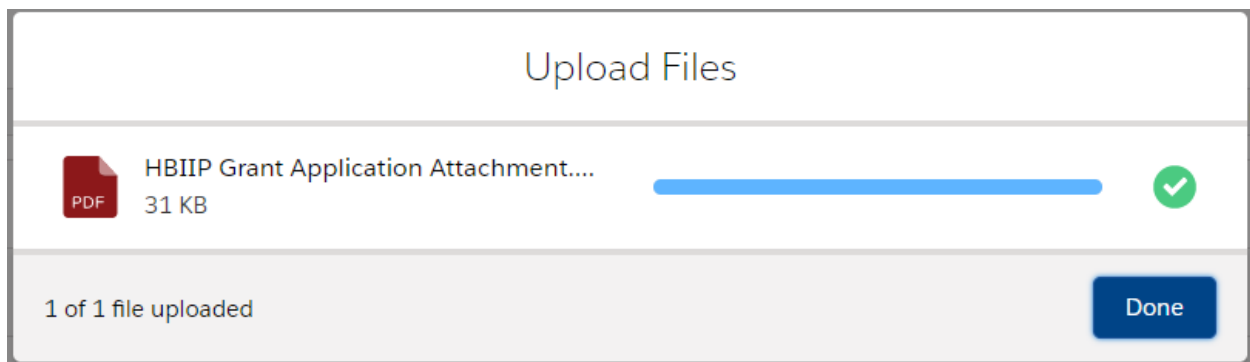 Upload Files
HBIIP Grant Application Attachment....
PDF
31 KB
1 of 1 file uploaded
Done